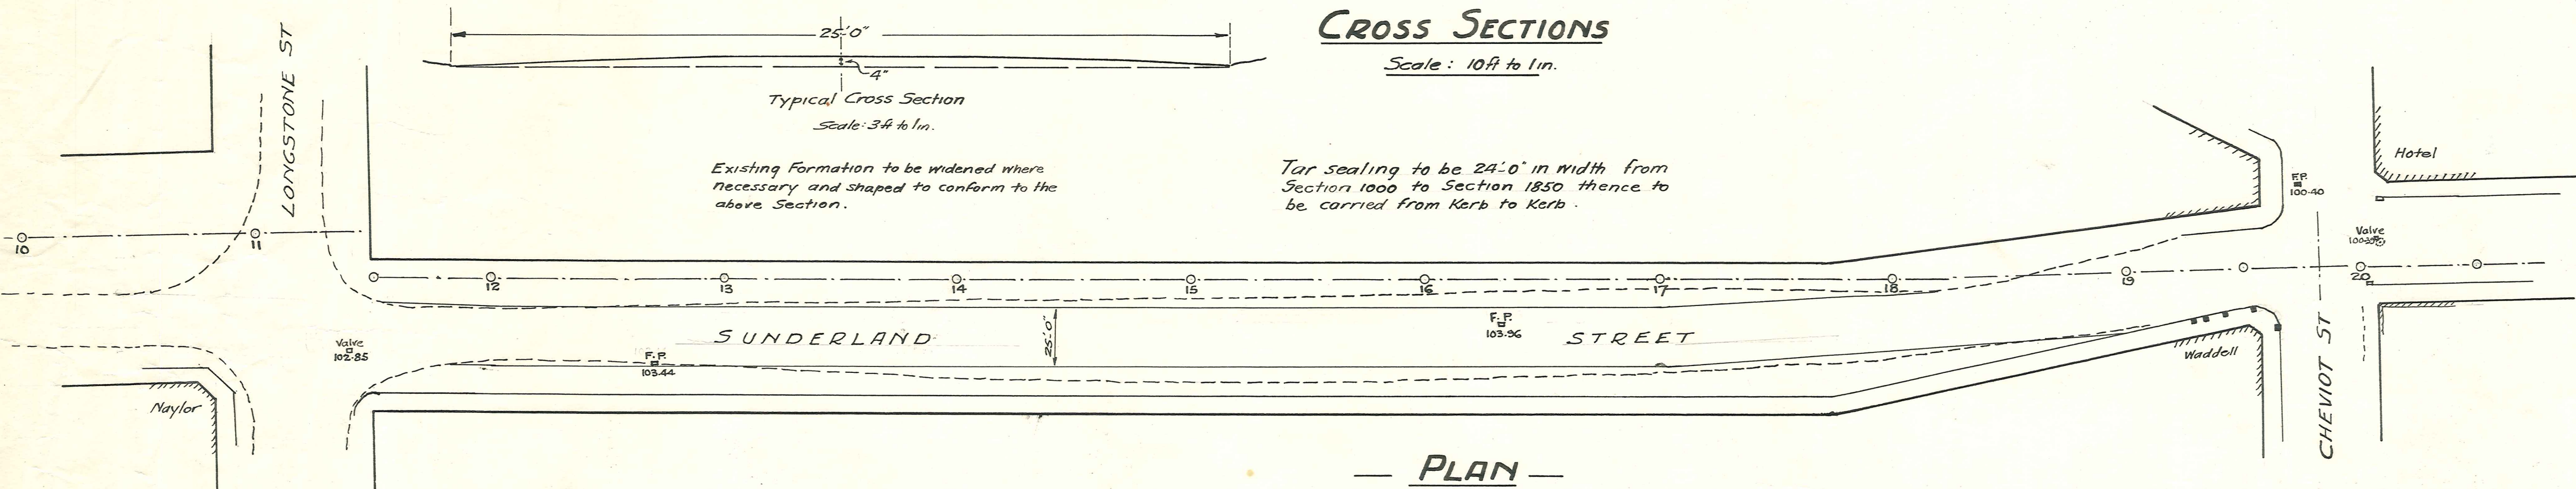 CROSS SECTIONS
Scale: 10ft to 1in.
25'-0"
4"
Typical Cross Section
Scale: 3ft to 1in.
LONGSTONE ST
Existing Formation to be widened where
necessary and shaped to conform to the
above Section.
Tar sealing to be 24'-0" in width from
Section 1000 to Section 1850 thence to
be carried from Kerb to Kerb.
Hotel
F.P.
100.40
Valve
10
11
12
13
14
15
16
17
18
19
20
SUNDERLAND STREET
25'-0"
F.P.
103.96
Valve
102.85
F.P.
103.44
Naylor
Waddell
CHEVIOT ST
— PLAN —